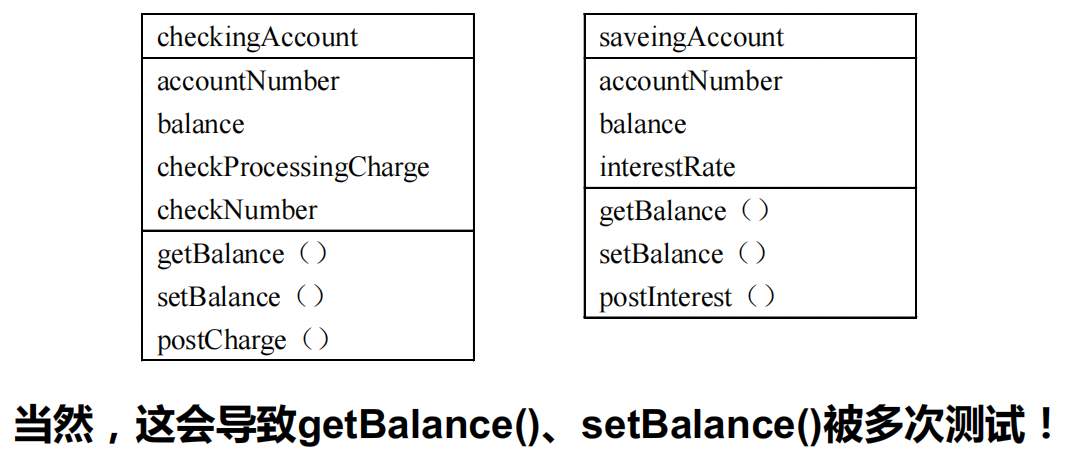 checkingAccount
accountNumber
balance
checkProcessingCharge
checkNumber
getBalance（）
setBalance（）
postCharge（）
saveingAccount
accountNumber
balance
interestRate
getBalance（）
setBalance（）
postInterest（）
当然，这会导致getBalance()、setBalance()被多次测试！